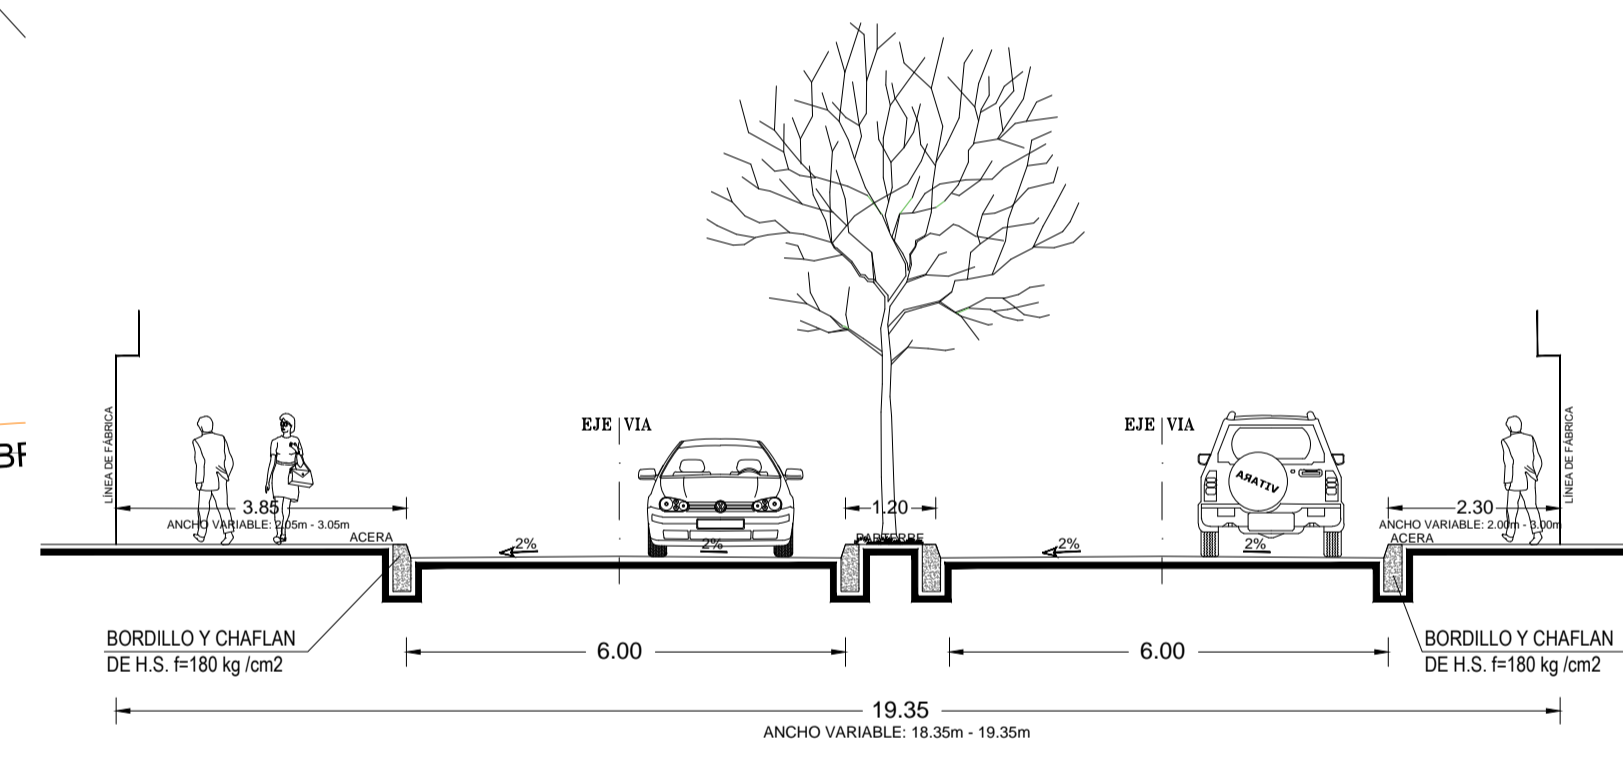 BF
EJE VIA
EJE VIA
LÍNEA DE FÁBRICA
LÍNEA DE FÁBRICA
VITARA
3.85
1.20
2.30
ANCHO VARIABLE: 2.05m - 3.05m
ANCHO VARIABLE: 2.00m - 3.00m
ACERA
PARTERRE
ACERA
2%
2%
2%
2%
BORDILLO Y CHAFLAN
DE H.S. f=180 kg /cm2
6.00
6.00
BORDILLO Y CHAFLAN
DE H.S. f=180 kg /cm2
19.35
ANCHO VARIABLE: 18.35m - 19.35m